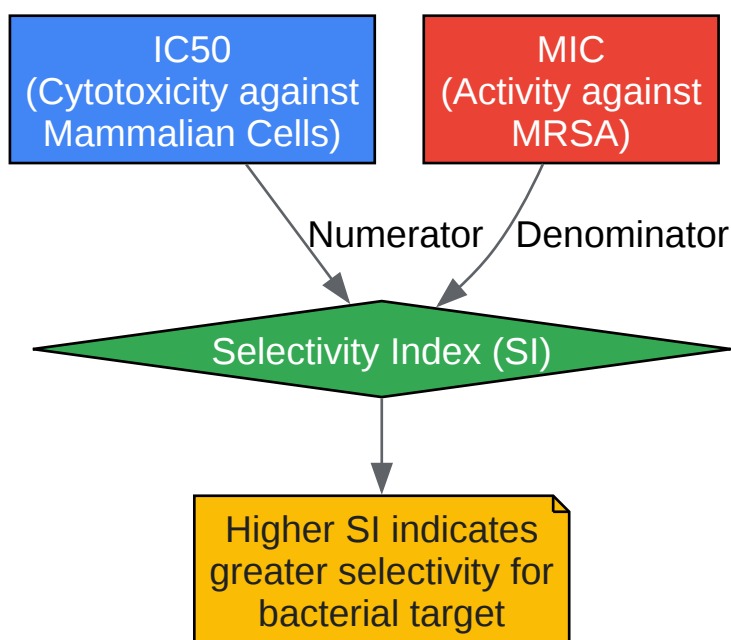 IC50
(Cytotoxicity against
Mammalian Cells)
MIC
(Activity against
MRSA)
Numerator
Denominator
Selectivity Index (SI)
Higher SI indicates
greater selectivity for
bacterial target